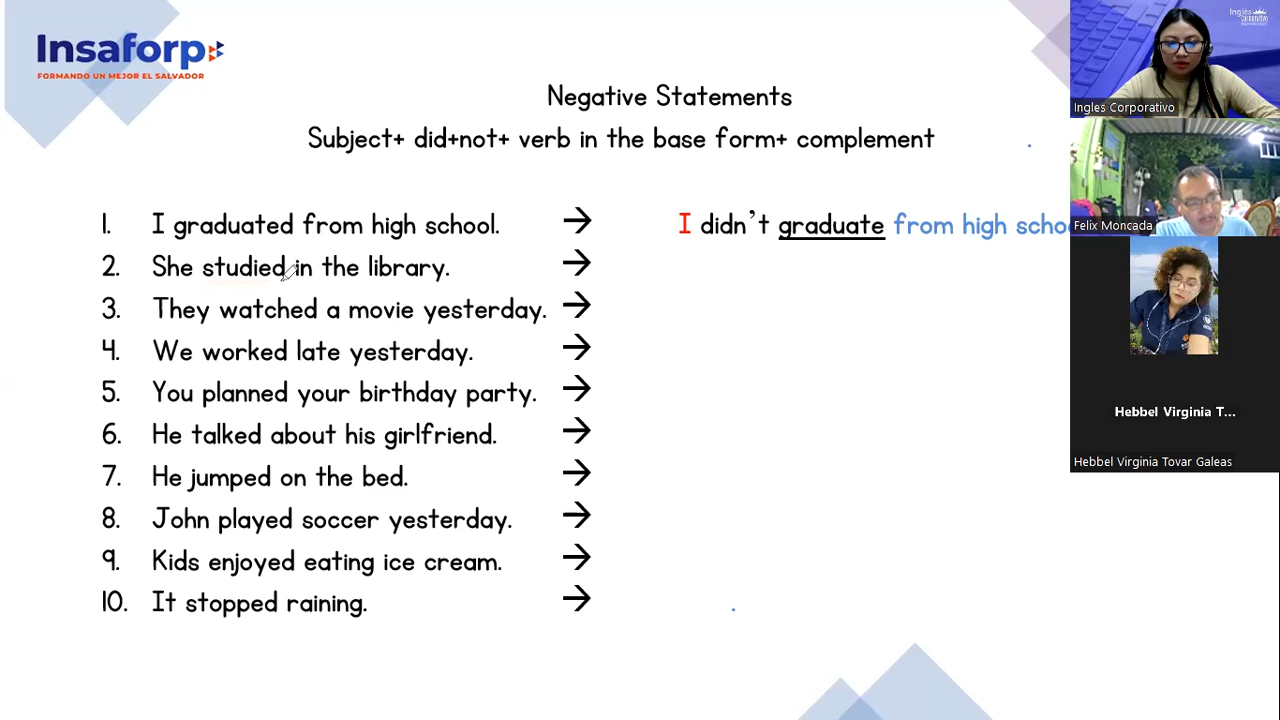 Insaforp
FORMANDO UN MEJOR EL SALVADOR
Negative Statements
Subject+ did+not+ verb in the base form+ complement
1. I graduated from high school. → I didn't graduate from high schoo
2. She studied in the library. →
3. They watched a movie yesterday. →
4. We worked late yesterday. →
5. You planned your birthday party. →
6. He talked about his girlfriend. →
7. He jumped on the bed. →
8. John played soccer yesterday. →
9. Kids enjoyed eating ice cream. →
10. It stopped raining. →
.
Ingles
Ingles Corporativo
Felix Moncada
Hebbel Virginia T...
Hebbel Virginia Tovar Galeas